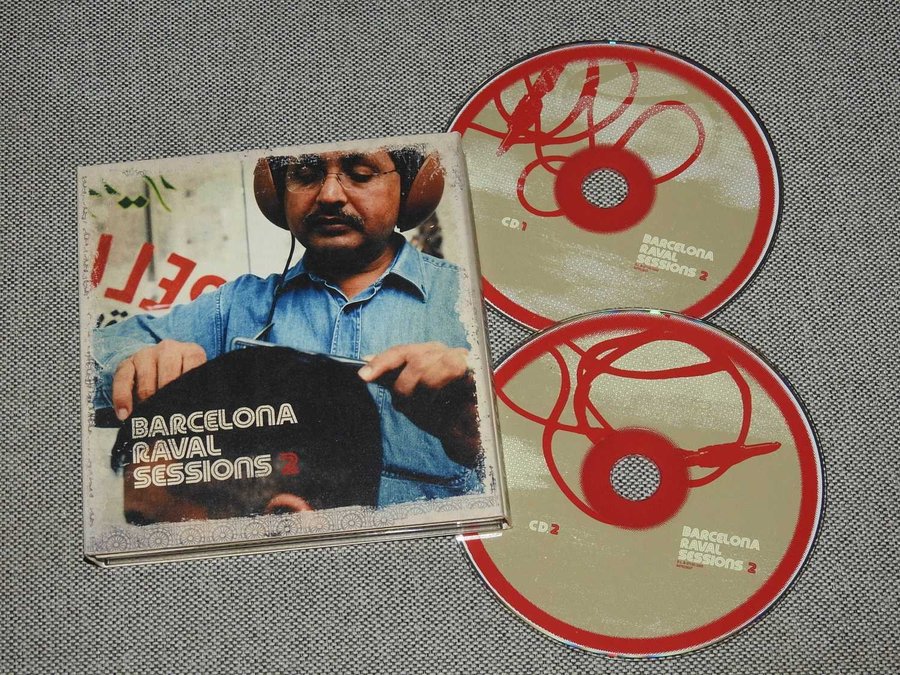 BARCELONA
RAVAL
SESSIONS 2
CD.1
BARCELONA
RAVAL
SESSIONS 2
CD.2
BARCELONA
RAVAL
SESSIONS 2